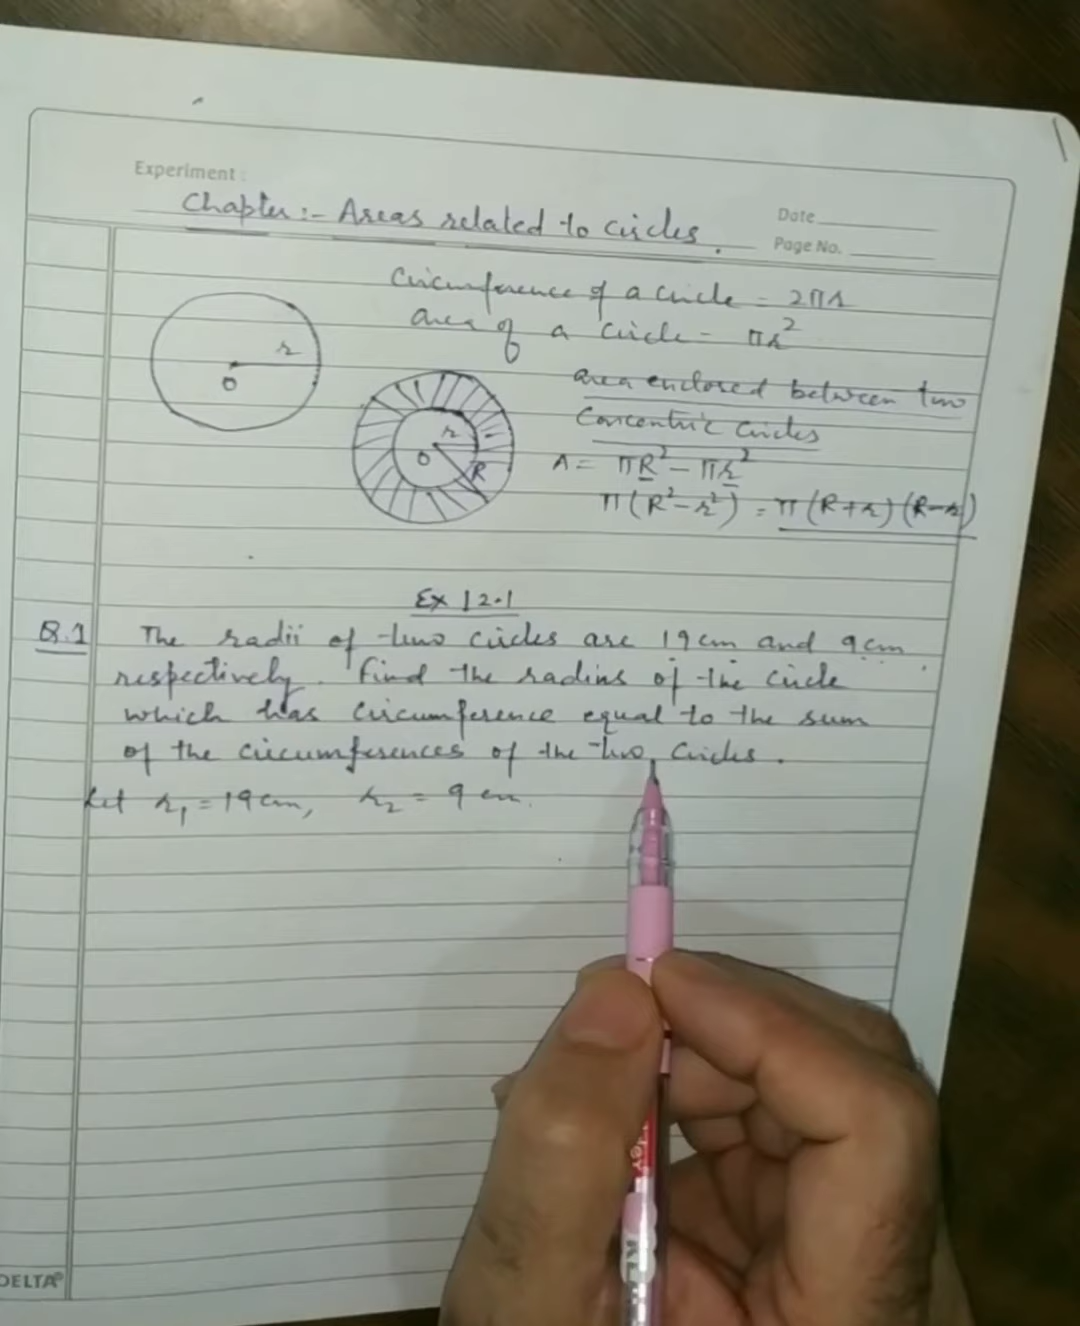 Experiment :
Chapter :- Areas related to circles.
Date
Page No.
Circumference of a circle = 2πr
area of a circle - πr²
r
O
area enclosed between two
Concentric Circles
r
O
R
A = πR² - πr²
π(R² - r²) = π(R+r)(R-r)
Ex 12.1
Q.1 The radii of two circles are 19 cm and 9 cm
respectively. Find the radius of the circle
which has circumference equal to the sum
of the circumferences of the two circles.
Let r₁ = 19 cm, r₂ = 9 cm.
DELTA®